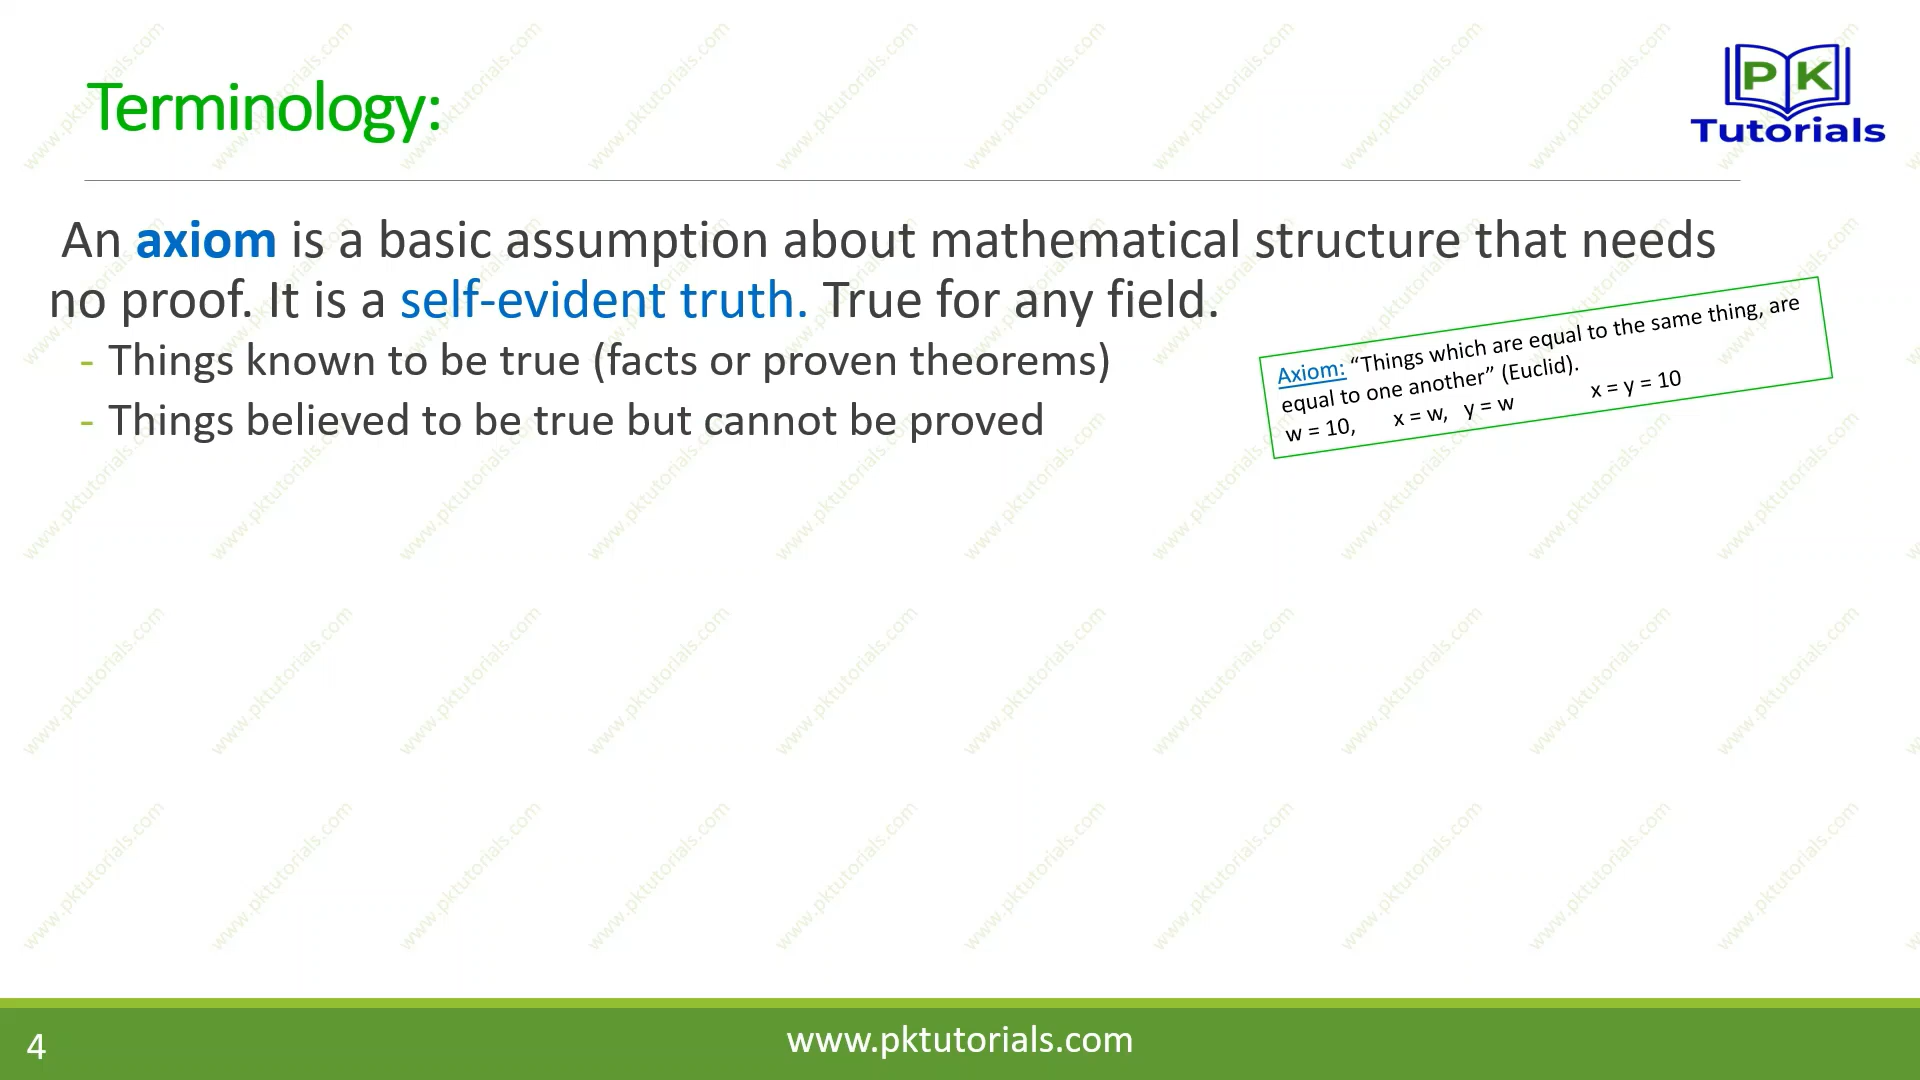 Terminology:
PK
Tutorials
An axiom is a basic assumption about mathematical structure that needs
no proof. It is a self-evident truth. True for any field.
- Things known to be true (facts or proven theorems)
- Things believed to be true but cannot be proved
Axiom: “Things which are equal to the same thing, are
equal to one another” (Euclid).
w = 10, x = w, y = w x = y = 10
4
www.pktutorials.com